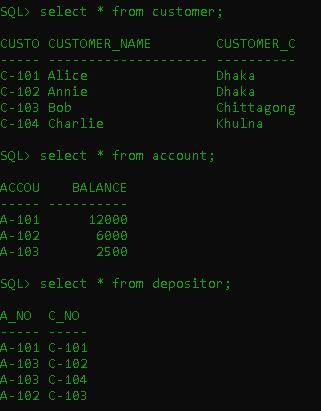 SQL> select * from customer;
CUSTO CUSTOMER_NAME        CUSTOMER_C
----- -------------------- ----------
C-101 Alice                Dhaka
C-102 Annie                Dhaka
C-103 Bob                  Chittagong
C-104 Charlie              Khulna
SQL> select * from account;
ACCOU    BALANCE
----- ----------
A-101      12000
A-102       6000
A-103       2500
SQL> select * from depositor;
A_NO  C_NO
----- -----
A-101 C-101
A-103 C-102
A-103 C-104
A-102 C-103